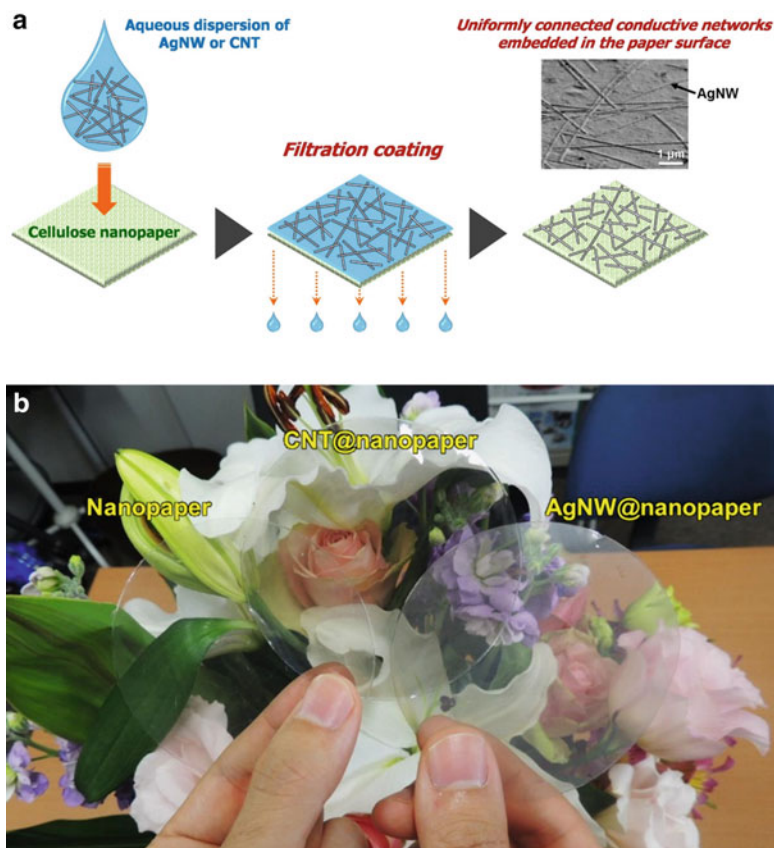 a
Aqueous dispersion of
AgNW or CNT
Cellulose nanopaper
Filtration coating
Uniformly connected conductive networks
embedded in the paper surface
AgNW
1 μm
b
CNT@nanopaper
Nanopaper
AgNW@nanopaper